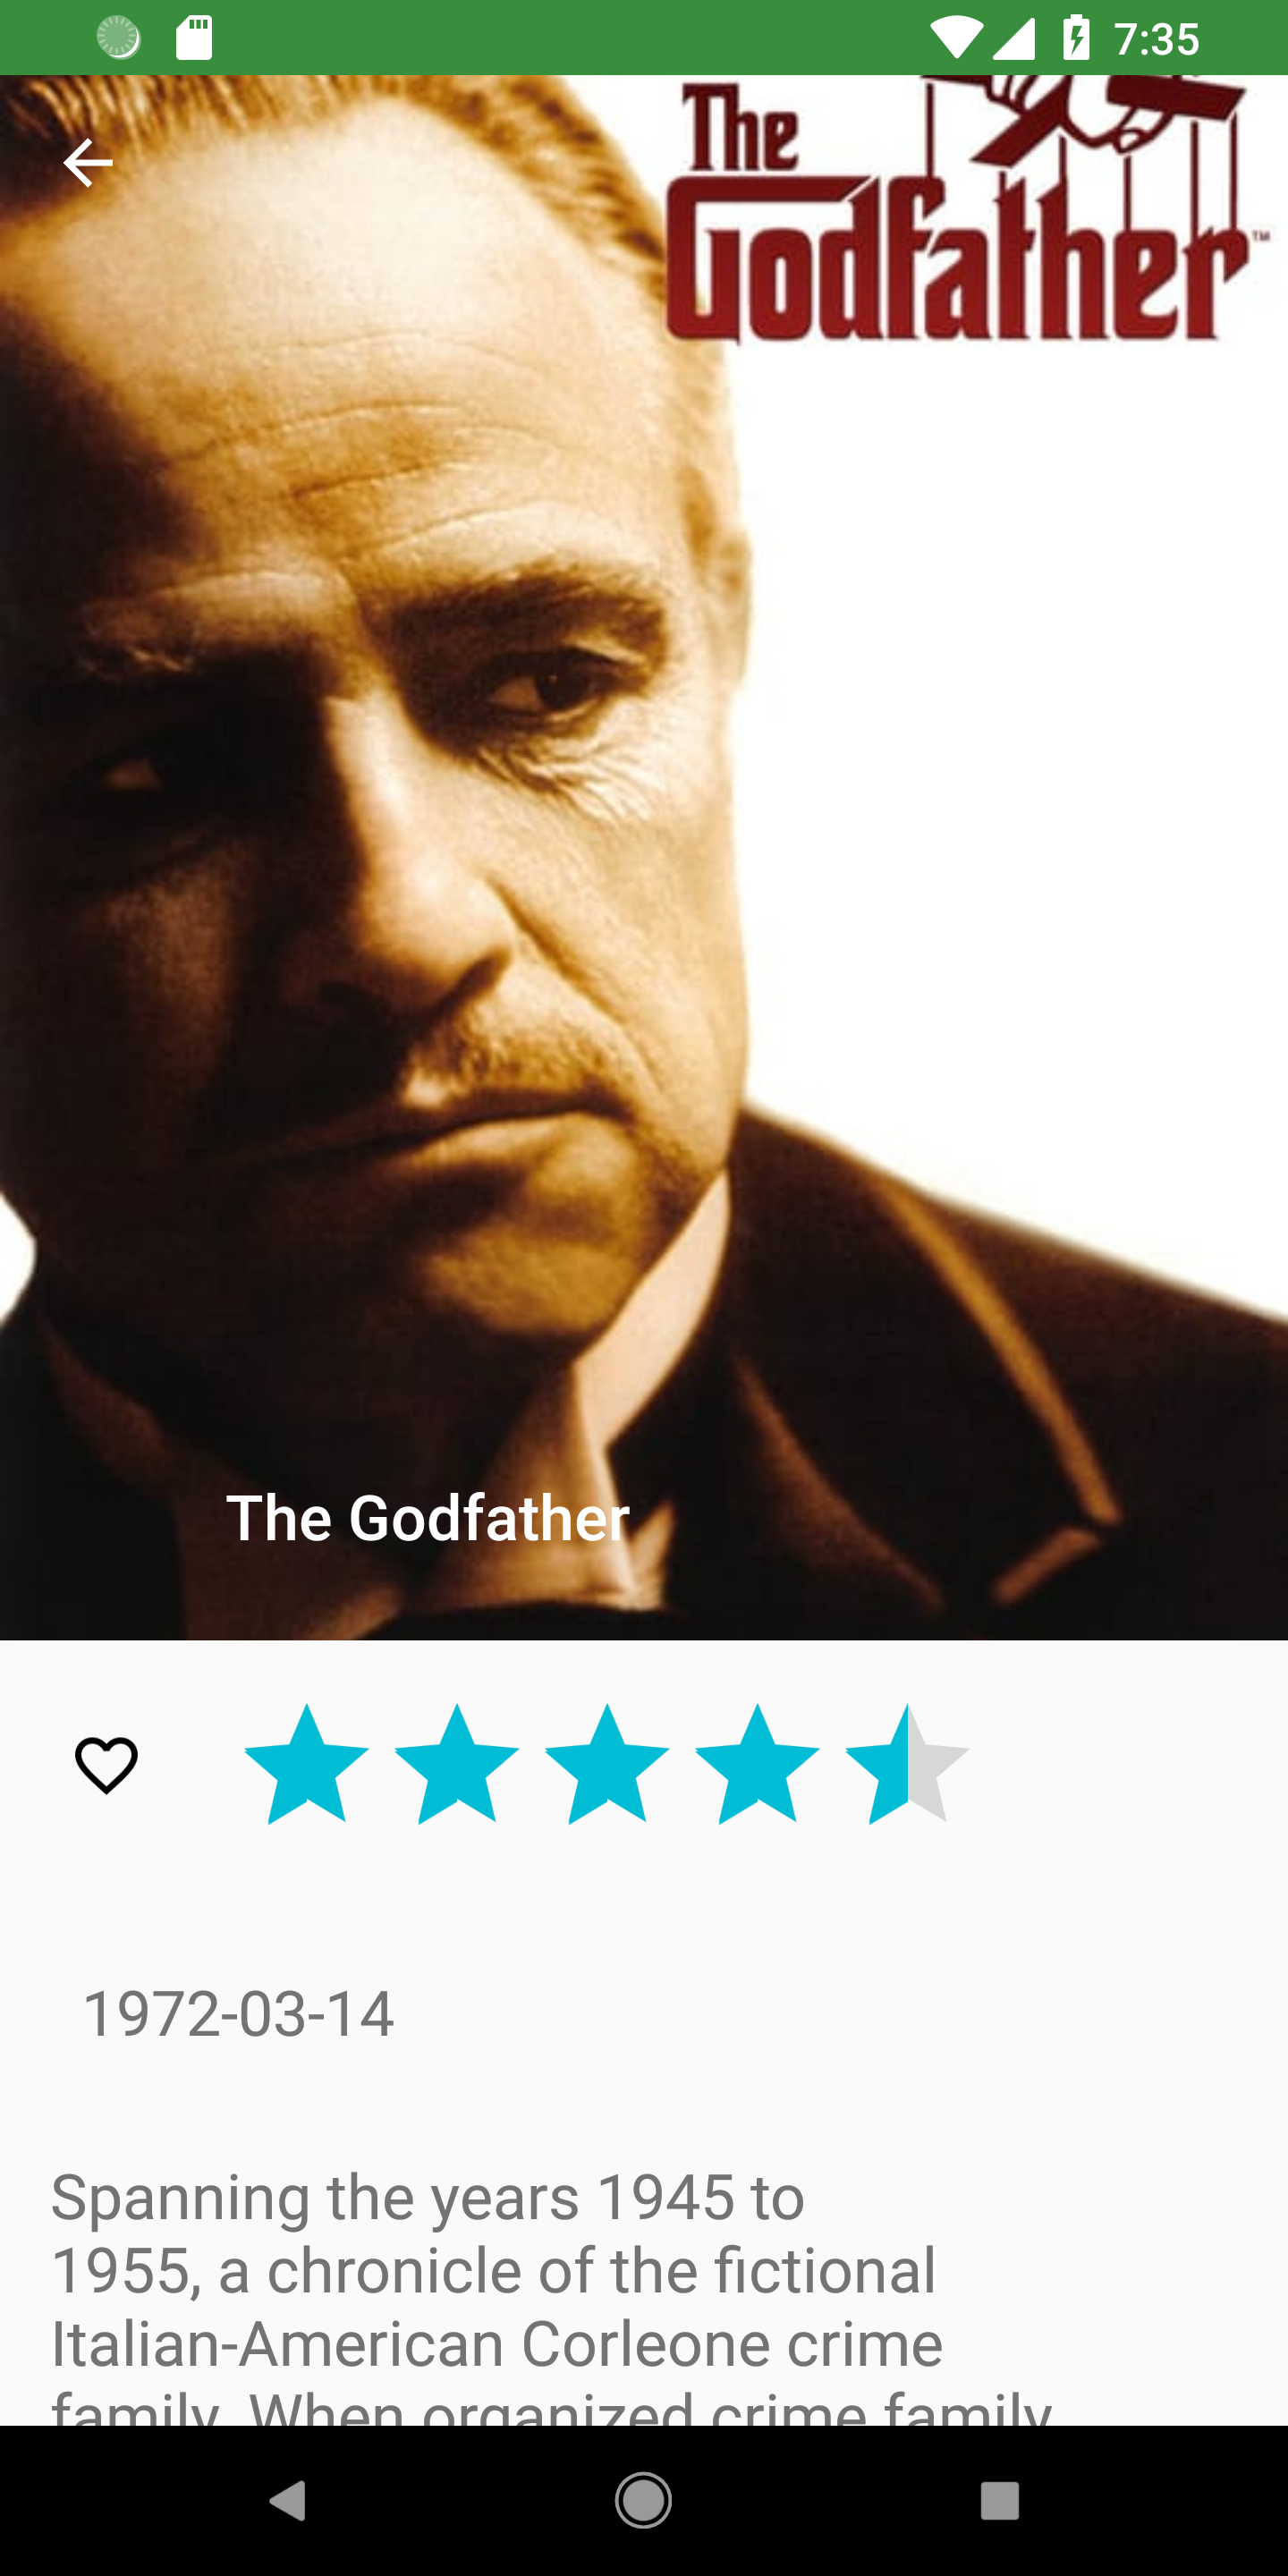 7:35
The
Godfather™
The Godfather
1972-03-14
Spanning the years 1945 to
1955, a chronicle of the fictional
Italian-American Corleone crime
family. When organized crime family